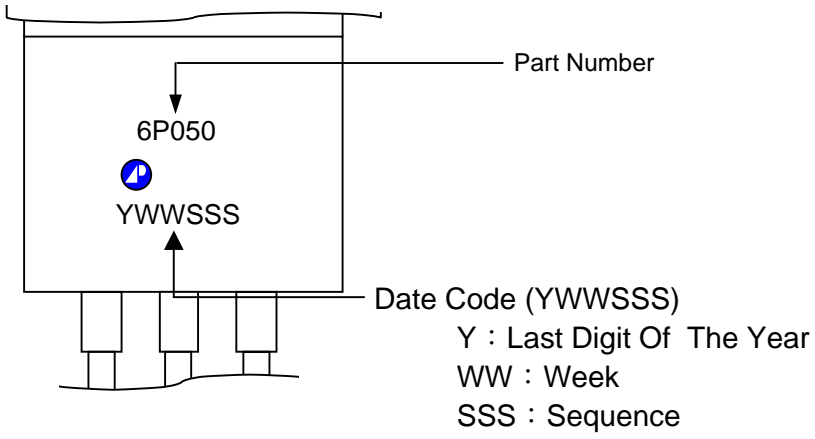 Part Number
6P050
YWWSSS
Date Code (YWWSSS)
Y：Last Digit Of The Year
WW：Week
SSS：Sequence